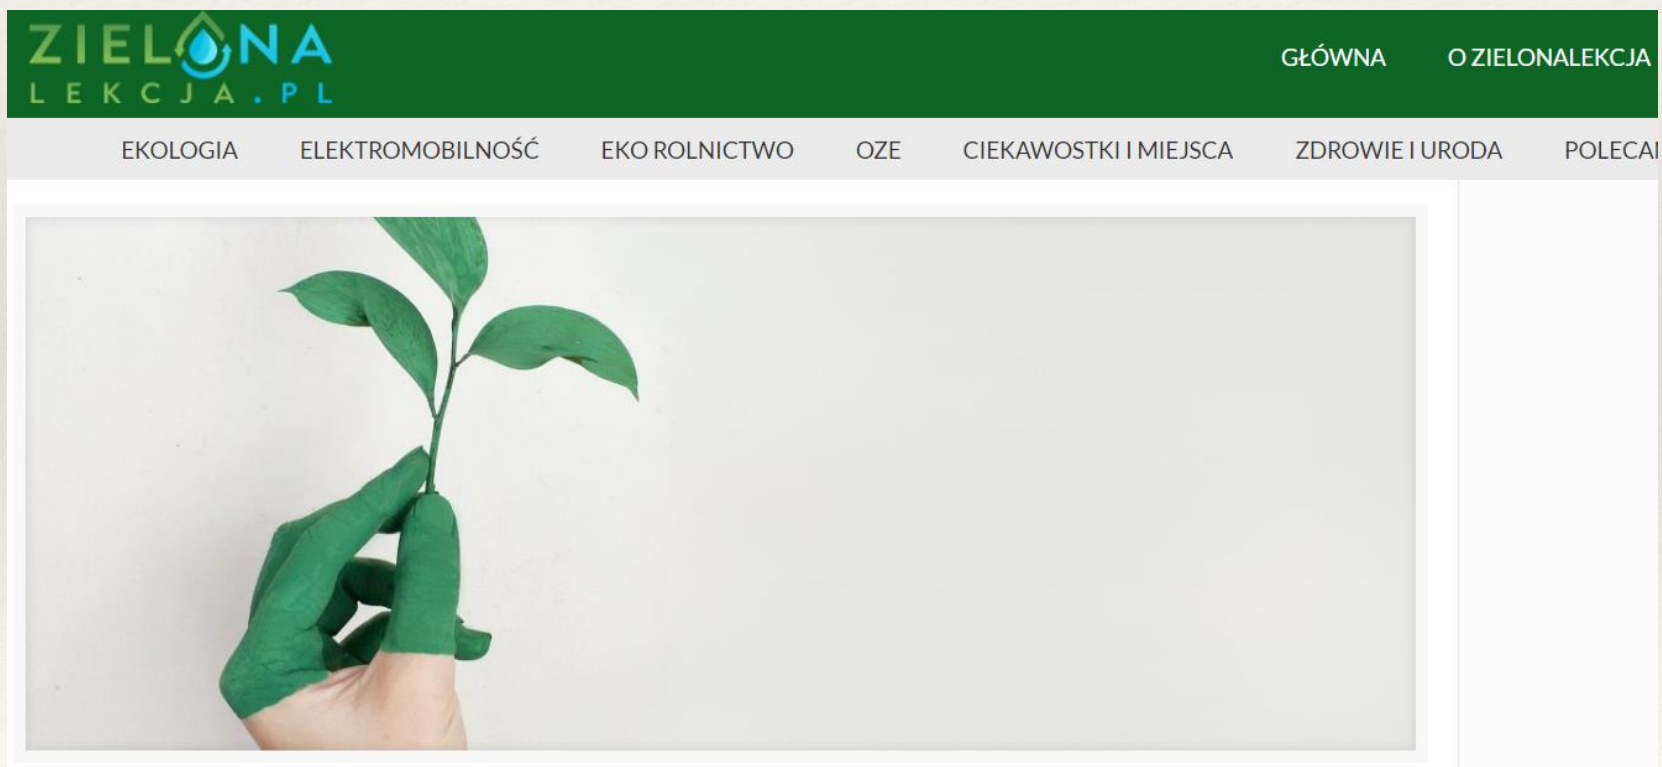 ZIELONA
LEKCJA.PL
GŁÓWNA O ZIELONALEKCJA
EKOLOGIA ELEKTROMOBILNOŚĆ EKO ROLNICTWO OZE CIEKAWOSTKI I MIEJSCA ZDROWIE I URODA